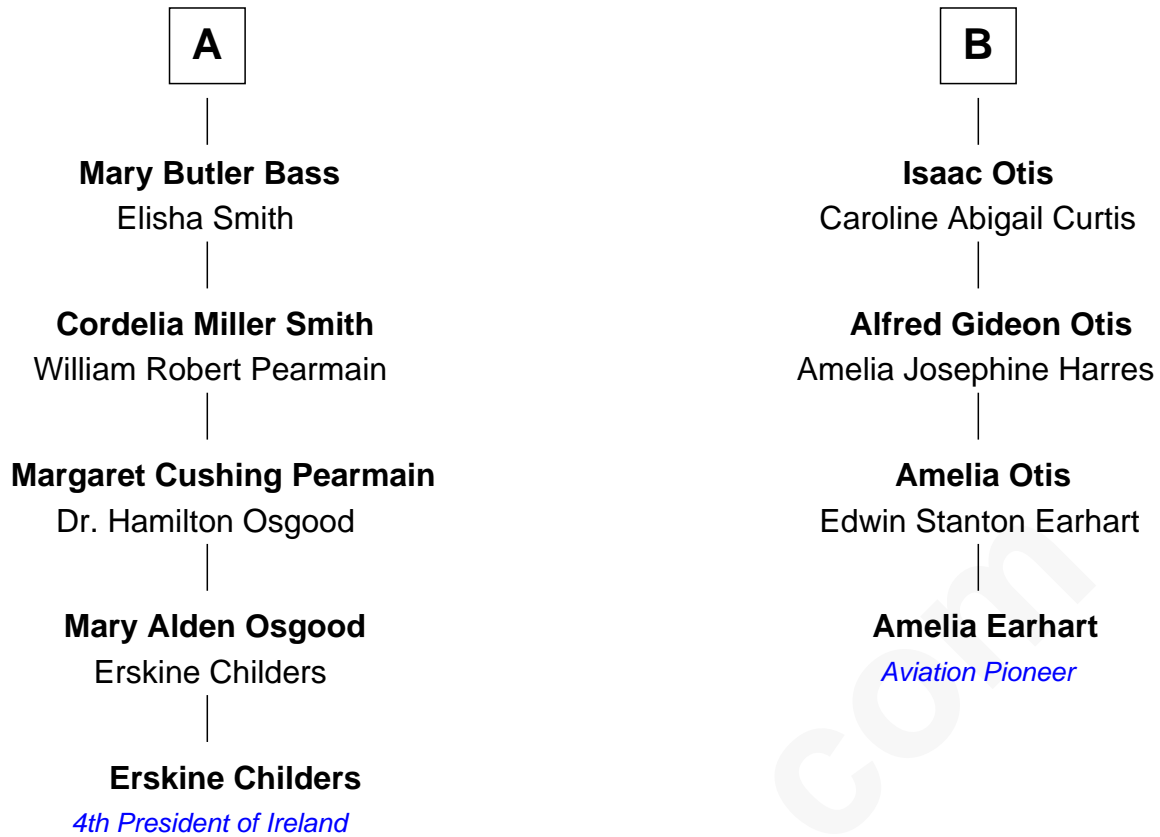 A
Mary Butler Bass
Elisha Smith
Cordelia Miller Smith
William Robert Pearmain
Margaret Cushing Pearmain
Dr. Hamilton Osgood
Mary Alden Osgood
Erskine Childers
Erskine Childers
4th President of Ireland
B
Isaac Otis
Caroline Abigail Curtis
Alfred Gideon Otis
Amelia Josephine Harres
Amelia Otis
Edwin Stanton Earhart
Amelia Earhart
Aviation Pioneer
com